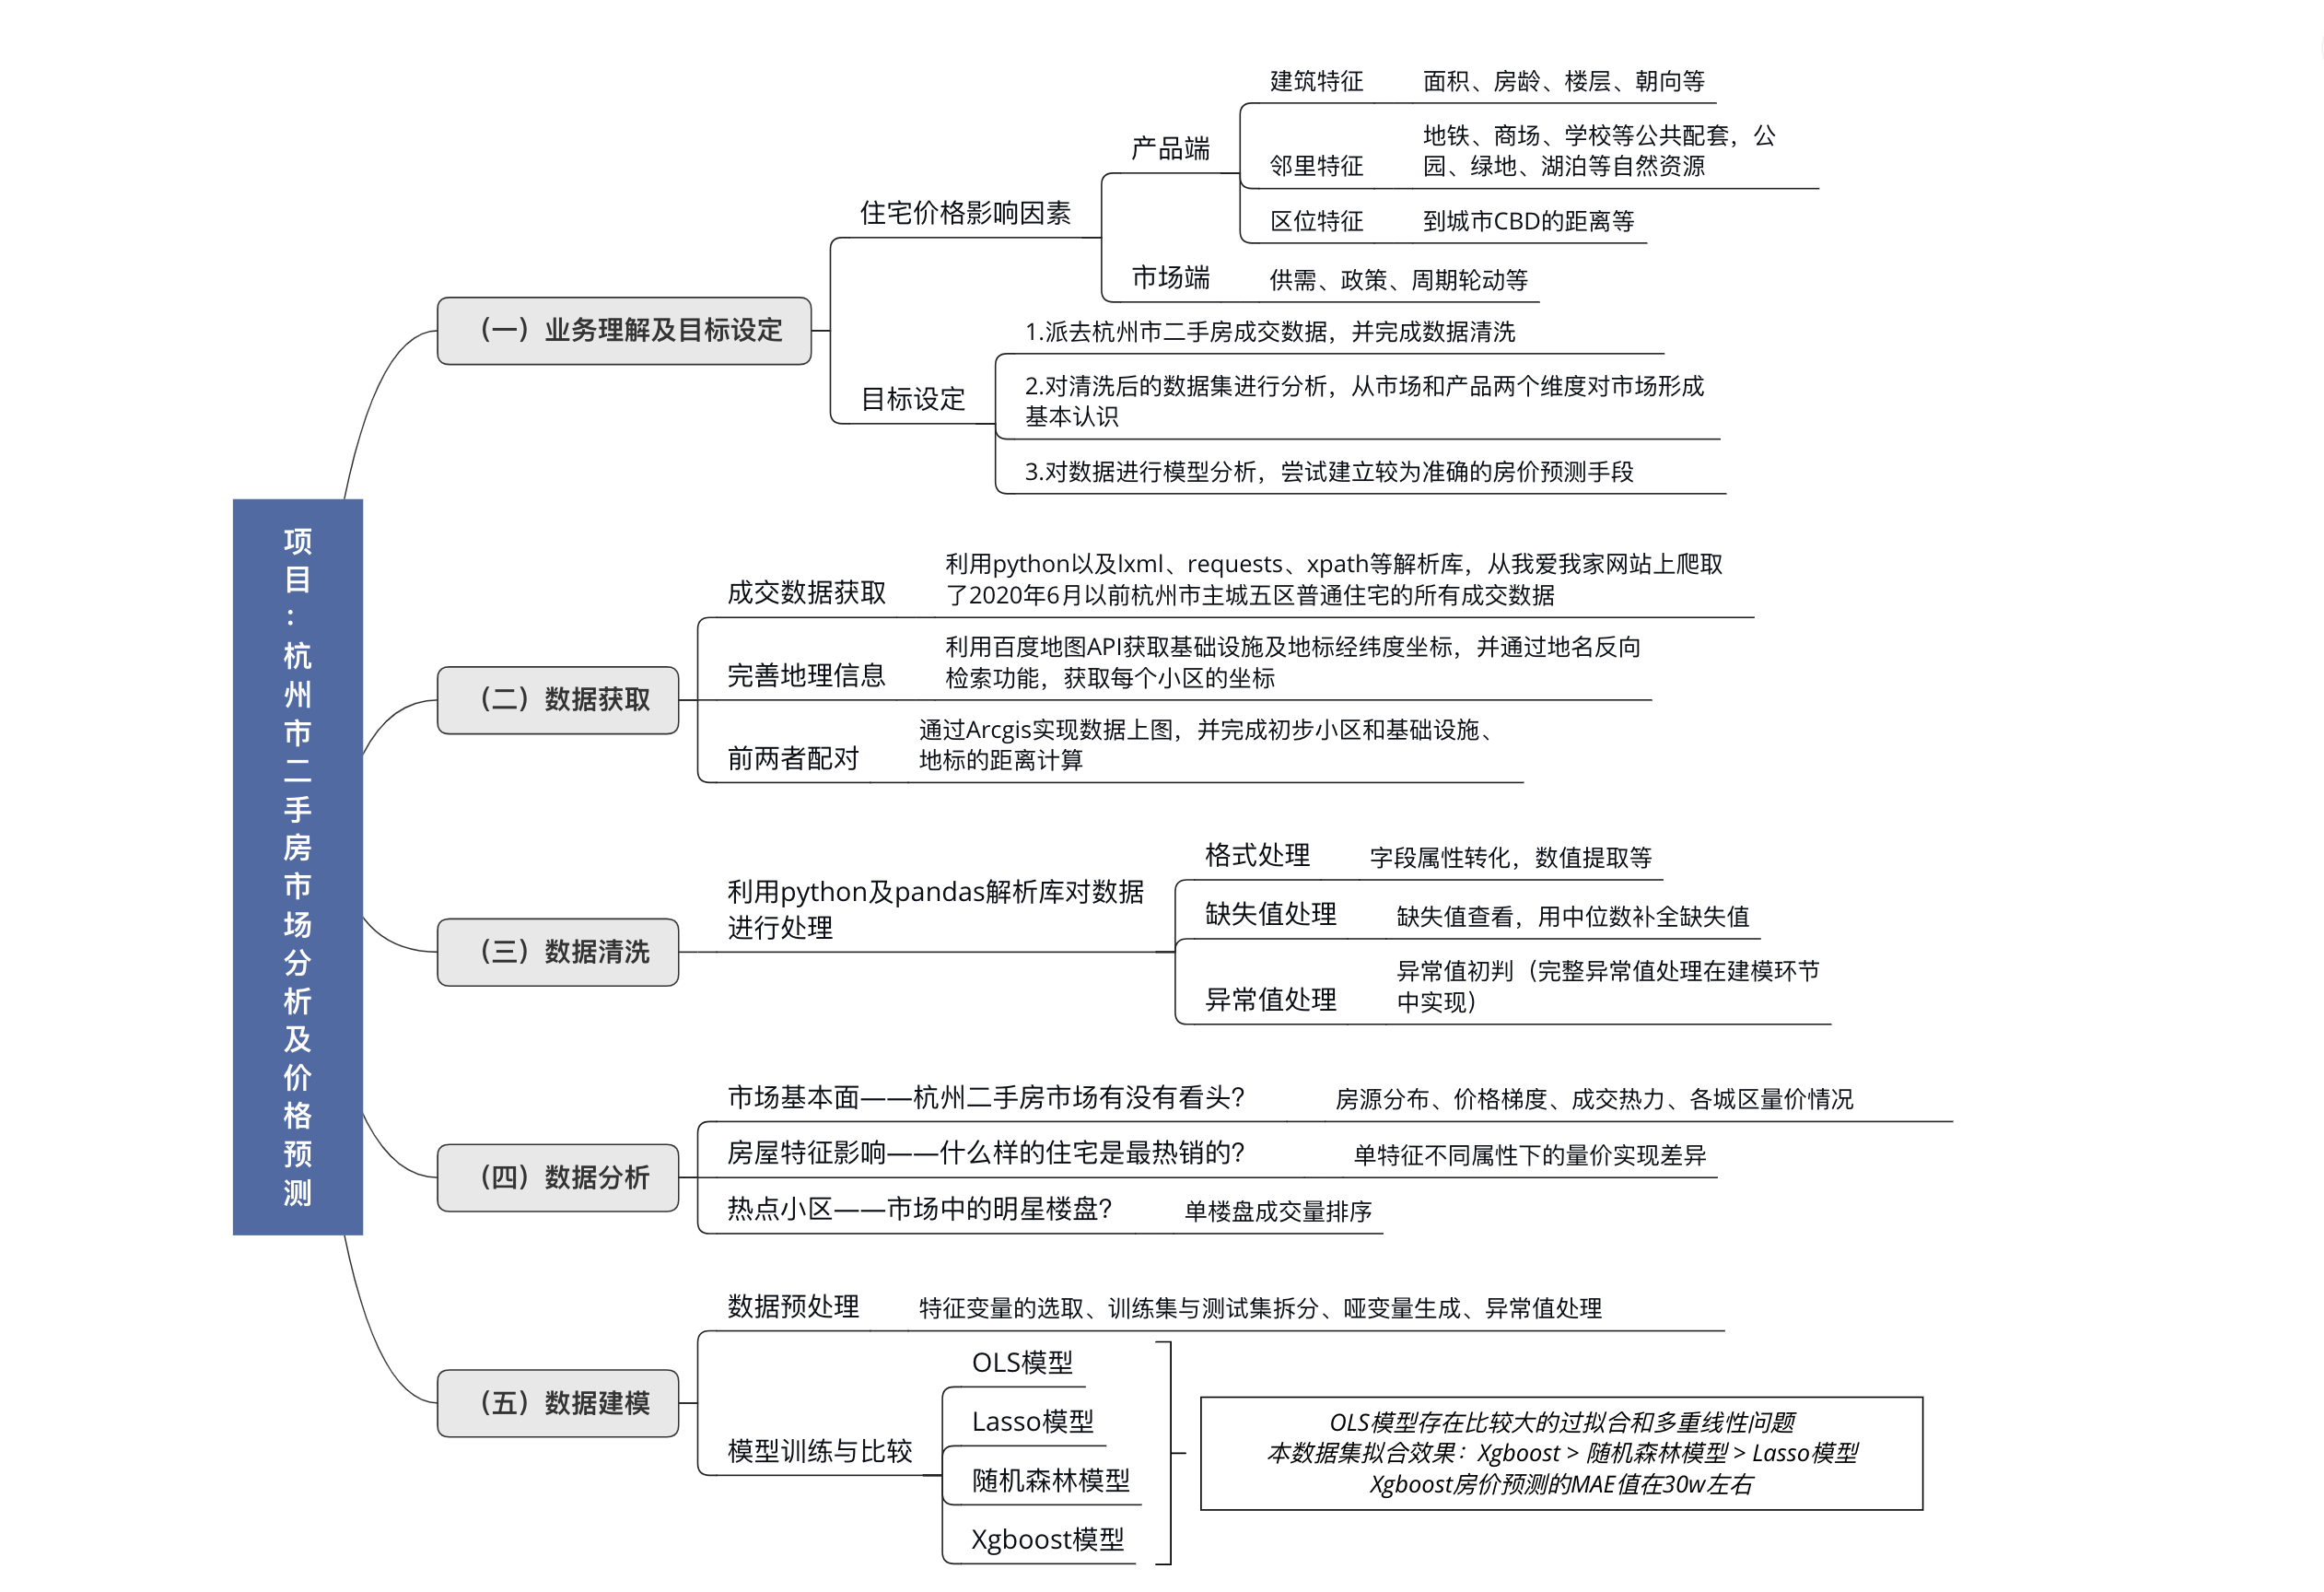 项目：杭州市二手房市场分析及价格预测
（一）业务理解及目标设定
住宅价格影响因素
产品端
建筑特征
面积、房龄、楼层、朝向等
邻里特征
地铁、商场、学校等公共配套，公
园、绿地、湖泊等自然资源
区位特征
到城市CBD的距离等
市场端
供需、政策、周期轮动等
目标设定
1.派去杭州市二手房成交数据，并完成数据清洗
2.对清洗后的数据集进行分析，从市场和产品两个维度对市场形成
基本认识
3.对数据进行模型分析，尝试建立较为准确的房价预测手段
（二）数据获取
成交数据获取
利用python以及lxml、requests、xpath等解析库，从我爱我家网站上爬取
了2020年6月以前杭州市主城五区普通住宅的所有成交数据
完善地理信息
利用百度地图API获取基础设施及地标经纬度坐标，并通过地名反向
检索功能，获取每个小区的坐标
前两者配对
通过Arcgis实现数据上图，并完成初步小区和基础设施、
地标的距离计算
（三）数据清洗
利用python及pandas解析库对数据
进行处理
格式处理
字段属性转化，数值提取等
缺失值处理
缺失值查看，用中位数补全缺失值
异常值处理
异常值初判（完整异常值处理在建模环节
中实现）
（四）数据分析
市场基本面——杭州二手房市场有没有看头？
房源分布、价格梯度、成交热力、各城区量价情况
房屋特征影响——什么样的住宅是最热销的？
单特征不同属性下的量价实现差异
热点小区——市场中的明星楼盘？
单楼盘成交量排序
（五）数据建模
数据预处理
特征变量的选取、训练集与测试集拆分、哑变量生成、异常值处理
模型训练与比较
OLS模型
Lasso模型
随机森林模型
Xgboost模型
OLS模型存在比较大的过拟合和多重线性问题
本数据集拟合效果：Xgboost > 随机森林模型 > Lasso模型
Xgboost房价预测的MAE值在30w左右